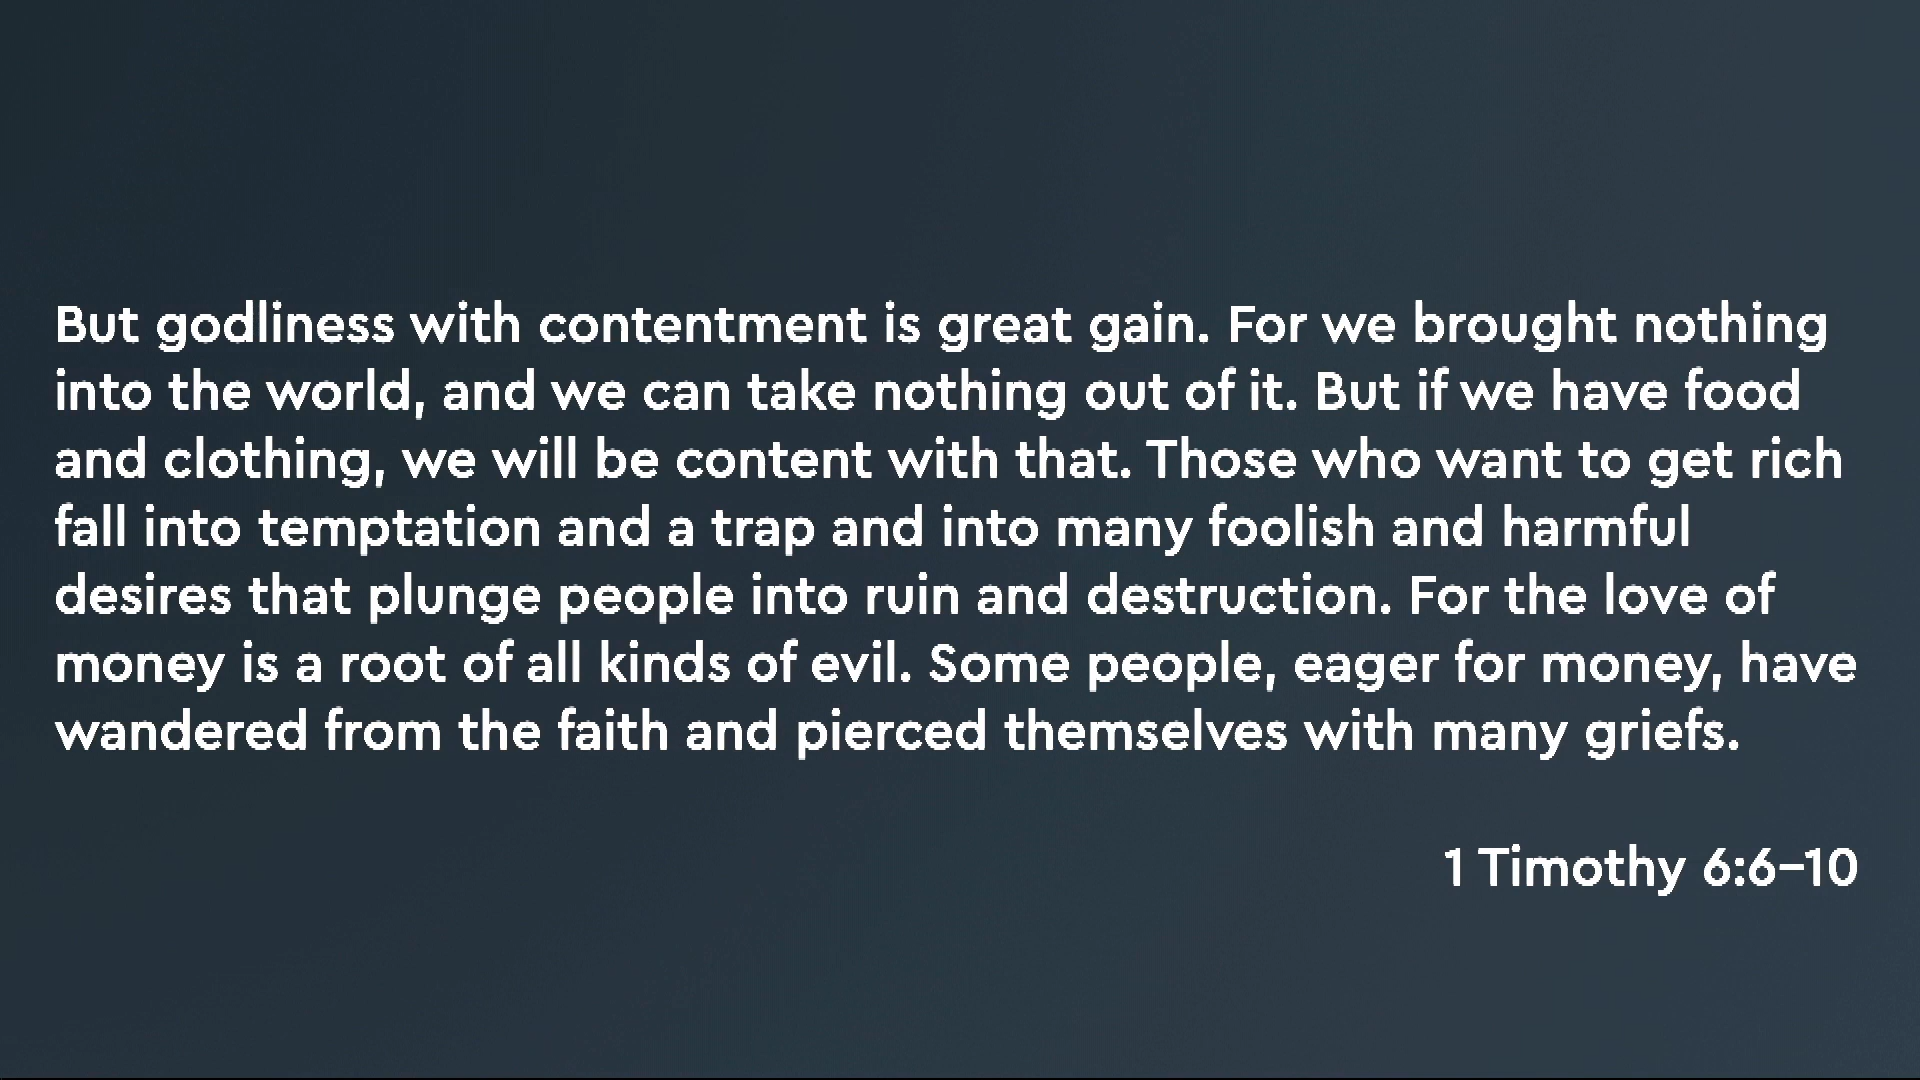 But godliness with contentment is great gain. For we brought nothing
into the world, and we can take nothing out of it. But if we have food
and clothing, we will be content with that. Those who want to get rich
fall into temptation and a trap and into many foolish and harmful
desires that plunge people into ruin and destruction. For the love of
money is a root of all kinds of evil. Some people, eager for money, have
wandered from the faith and pierced themselves with many griefs.
1 Timothy 6:6–10